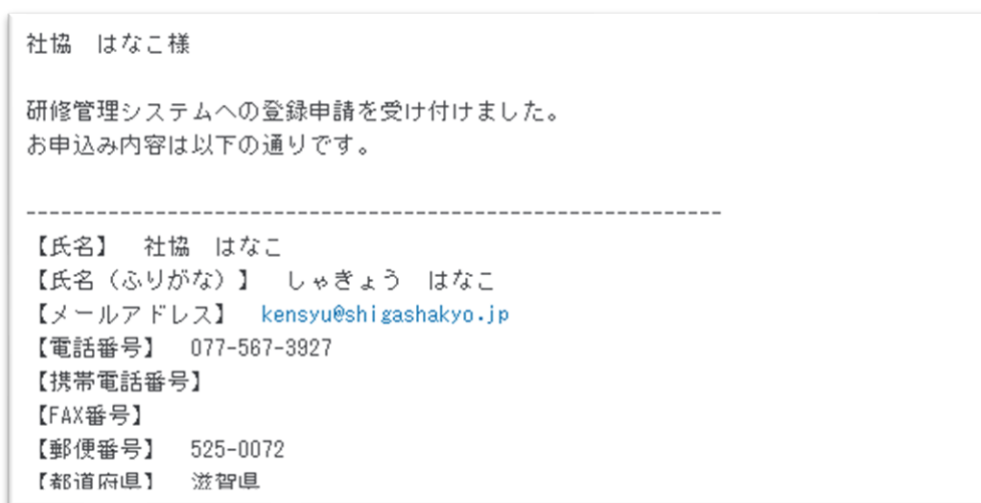 社協　はなこ様
研修管理システムへの登録申請を受け付けました。
お申込み内容は以下の通りです。
-----------------------------------------------------------
【氏名】　社協　はなこ
【氏名（ふりがな）】　しゃきょう　はなこ
【メールアドレス】　kensyu@shigashakyo.jp
【電話番号】　077-567-3927
【携帯電話番号】
【FAX番号】
【郵便番号】　525-0072
【都道府県】　滋賀県